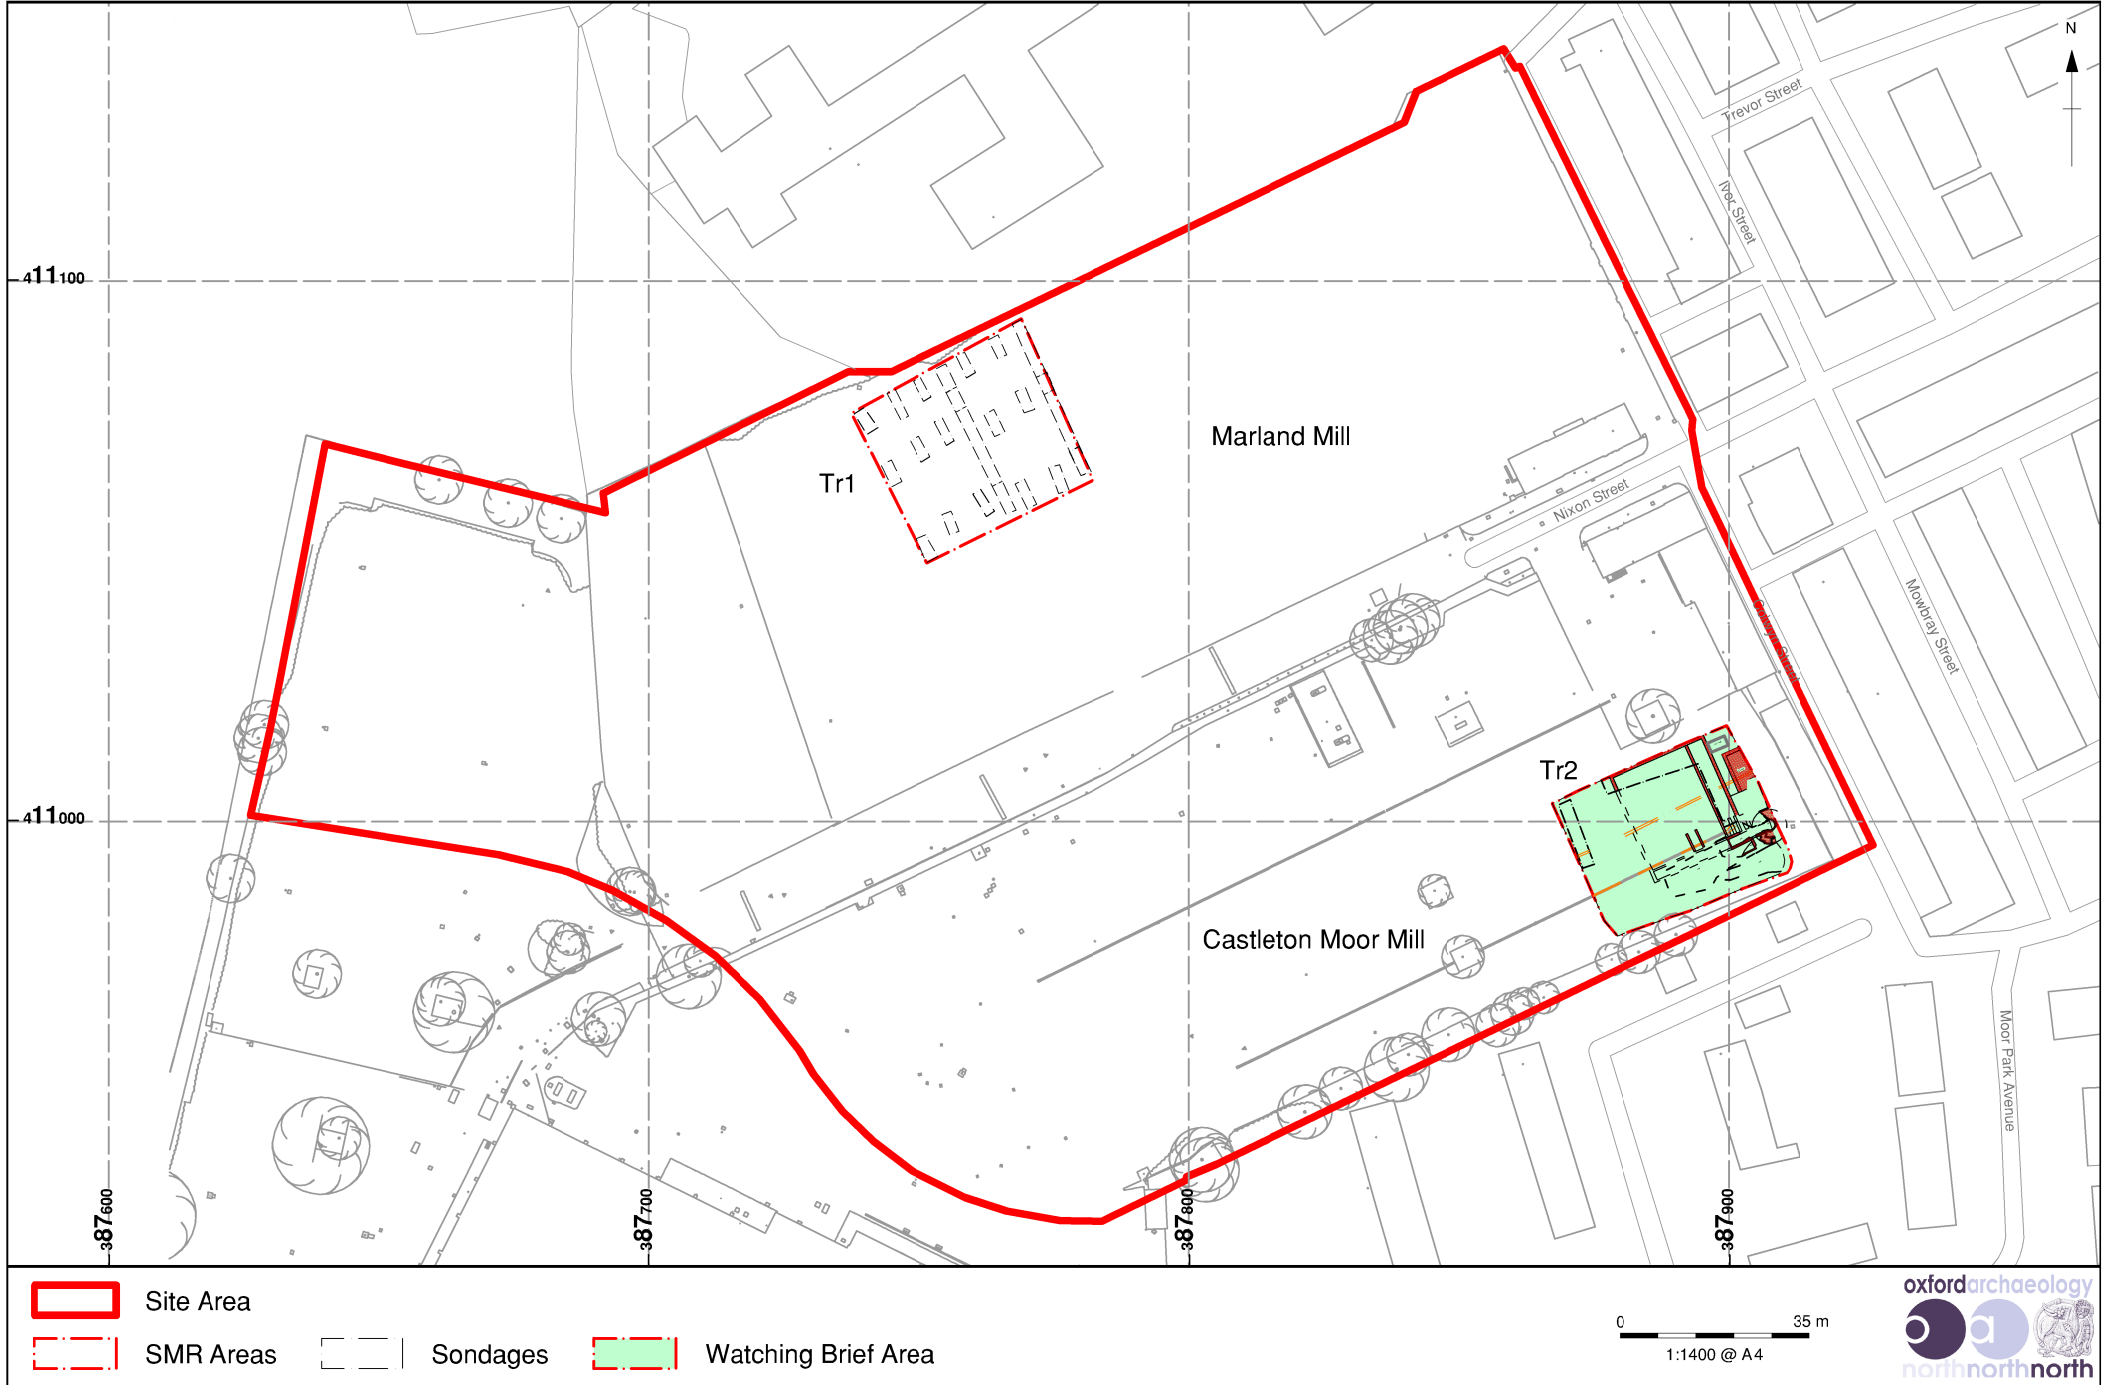 N
Trevor Street
Ivor Street
411100
Marland Mill
Tr1
Nixon Street
Mowbray Street
Tr2
411000
Castleton Moor Mill
Moor Park Avenue
387600
387700
387800
387900
Site Area
SMR Areas
Sondages
Watching Brief Area
0
35 m
1:1400 @ A4
oxfordarchaeology
oa
northnorthnorth